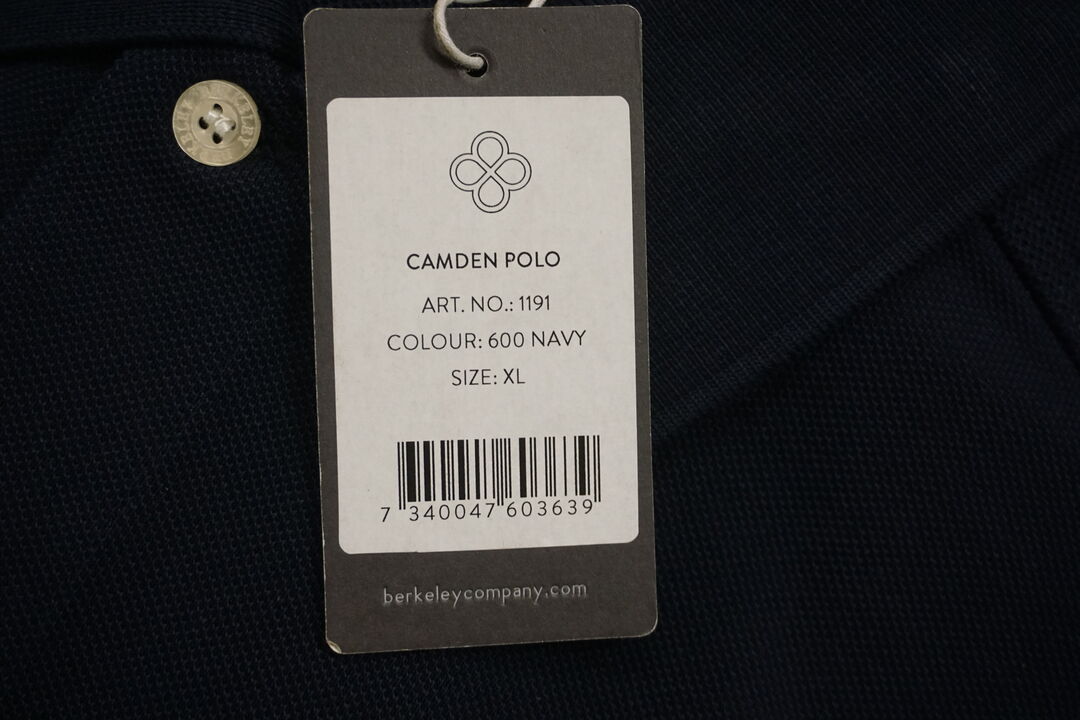 CAMDEN POLO
ART. NO.: 1191
COLOUR: 600 NAVY
SIZE: XL
7 340047 603639
berkeleycompany.com